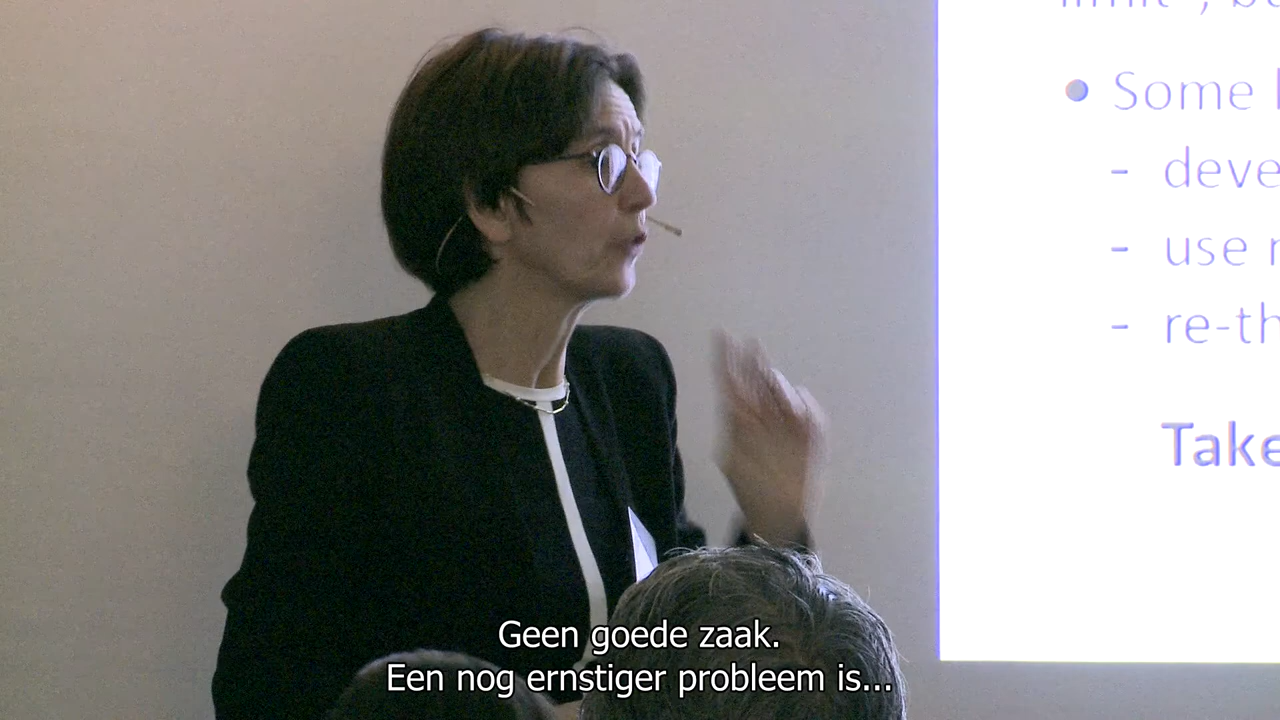 Some
deve
use
re-th
Take
Geen goede zaak.
Een nog ernstiger probleem is...